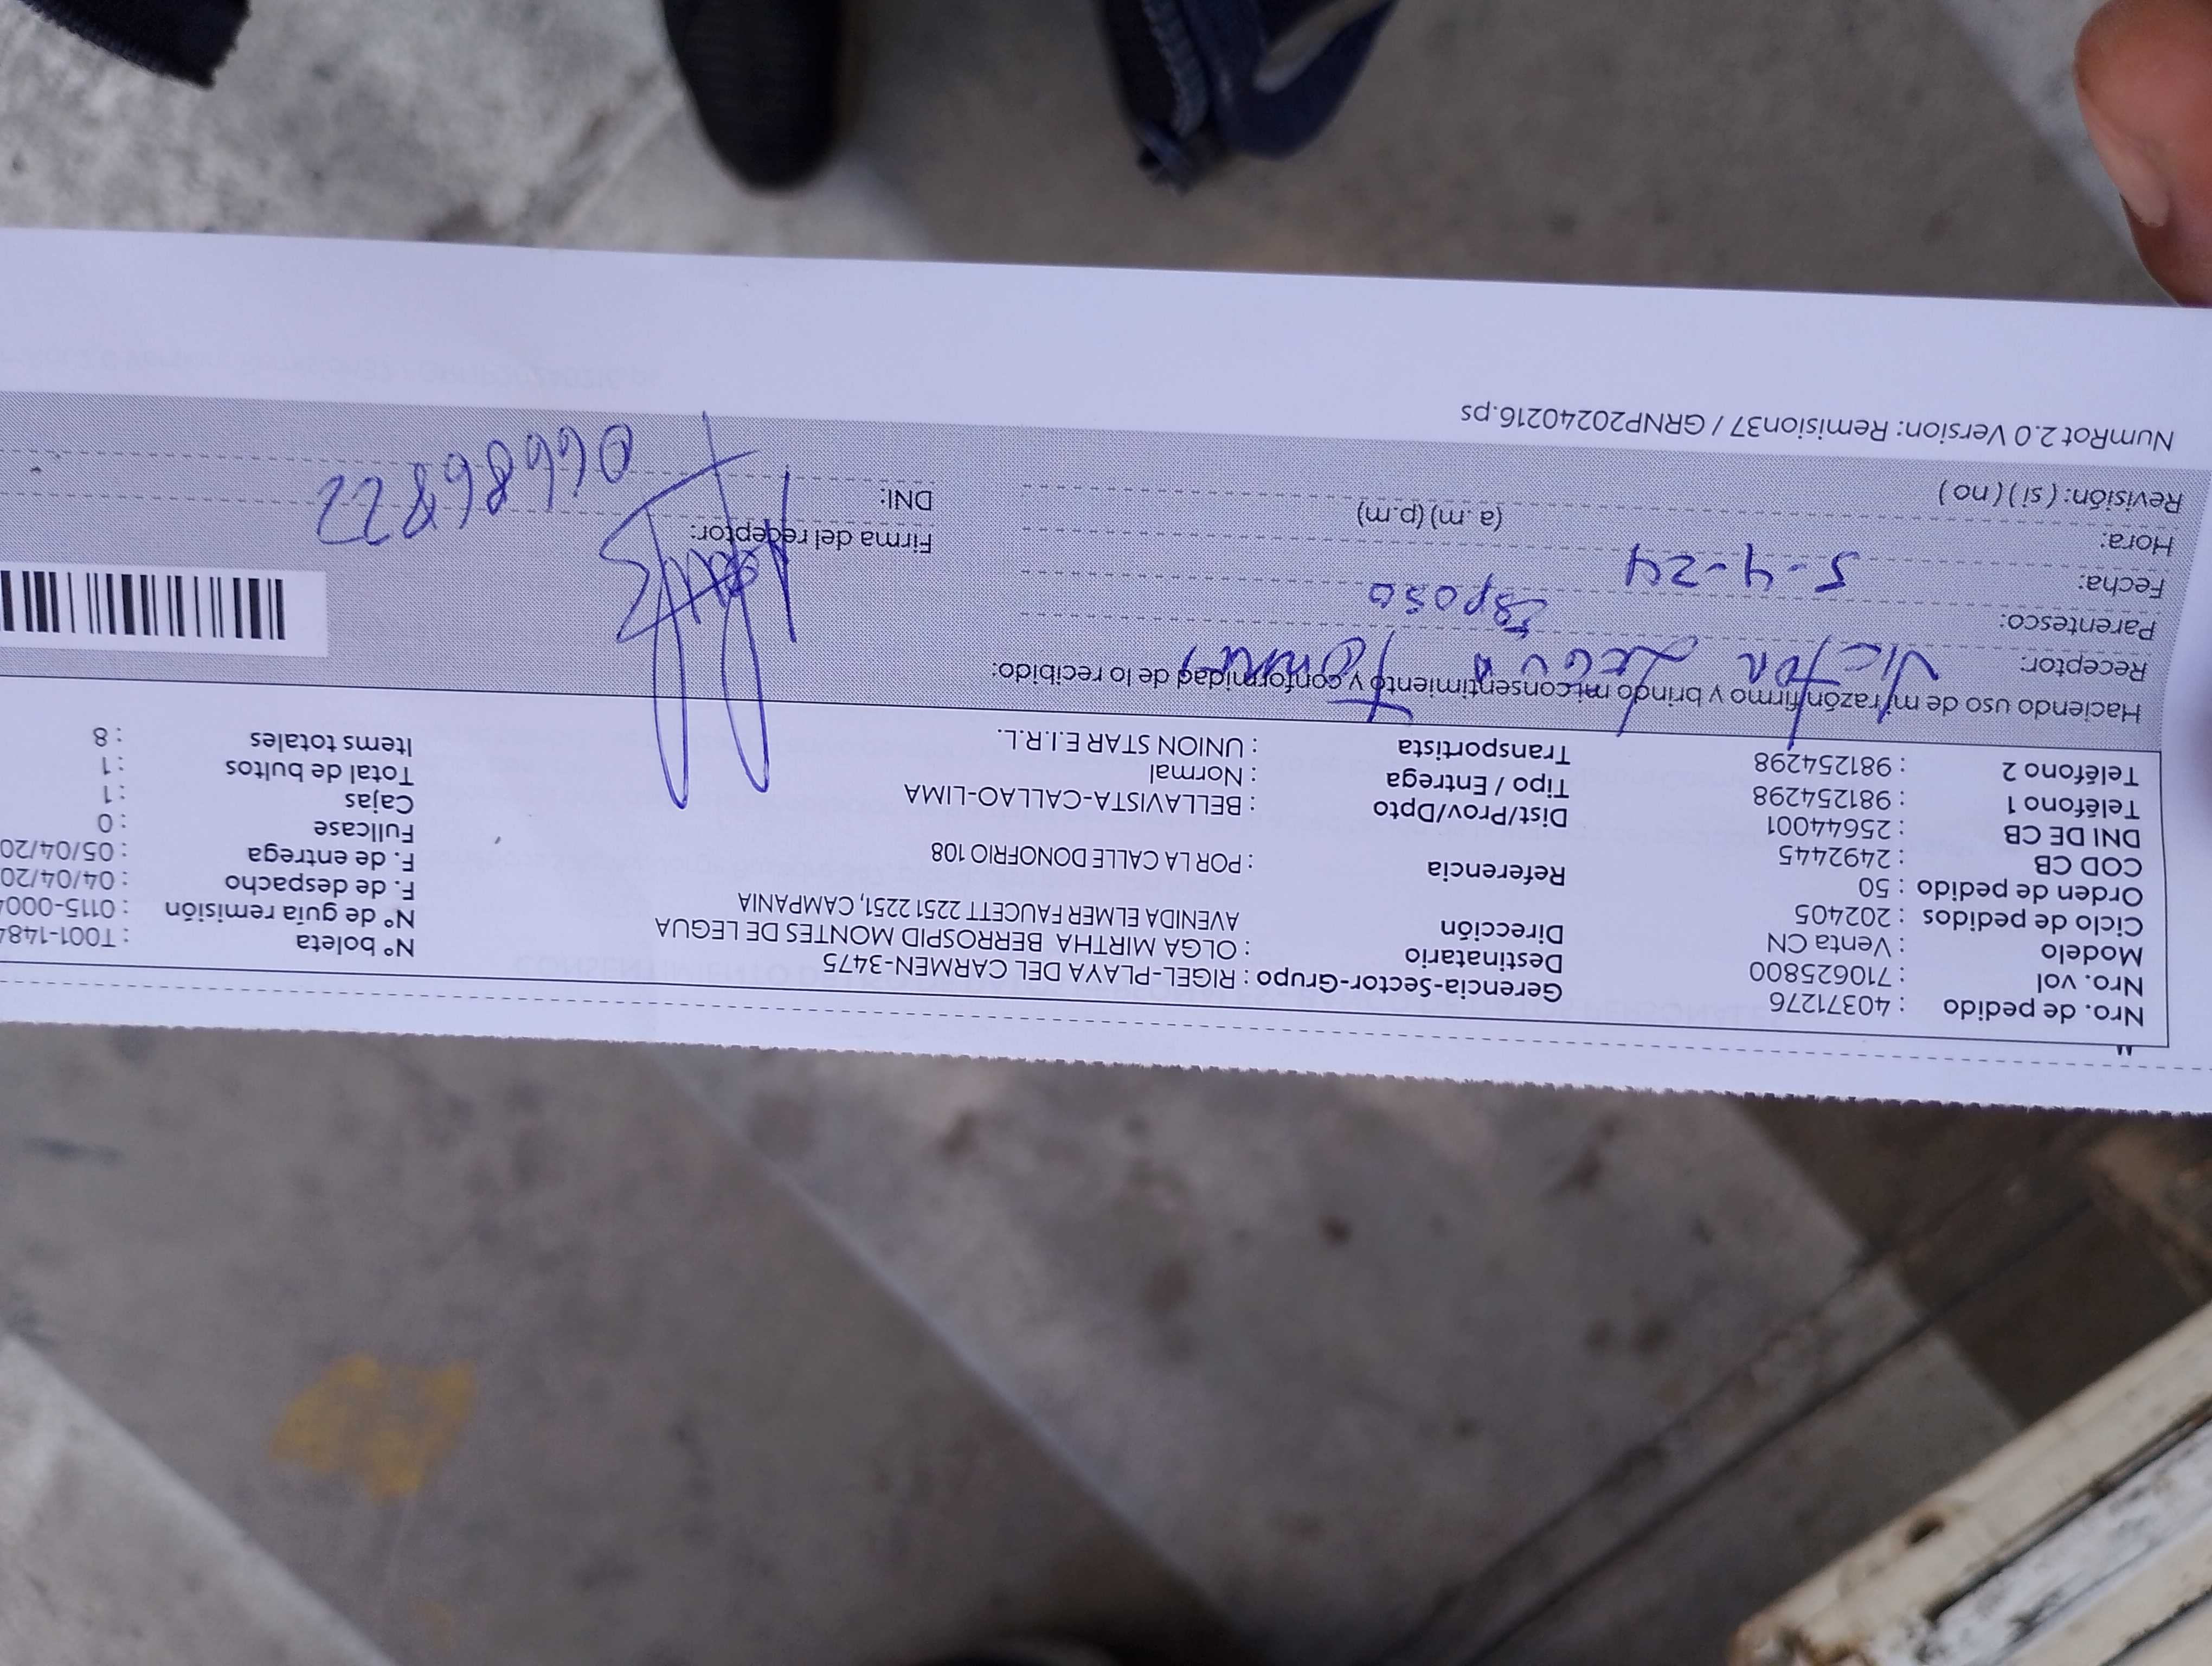 Nro. de pedido : 40371276
Nro. vol : 710625800
Modelo : Venta CN
Ciclo de pedidos : 202405
Orden de pedido : 50
COD CB : 2492445
DNI DE CB : 25644001
Teléfono 1 : 981254298
Teléfono 2 : 981254298
Gerencia-Sector-Grupo : RIGEL-PLAYA DEL CARMEN-3475
Destinatario : OLGA MIRTHA BERROSPID MONTES DE LEGUA
Dirección AVENIDA ELMER FAUCETT 2251 2251, CAMPANIA
Referencia : POR LA CALLE DONOFRIO 108
Dist/Prov/Dpto : BELLAVISTA-CALLAO-LIMA
Tipo / Entrega : Normal
Transportista : UNION STAR E.I.R.L.
N° boleta : T001-1484
N° de guía remisión : 0115-0004
F. de despacho : 04/04/20
F. de entrega : 05/04/20
Fullcase : 0
Cajas : 1
Total de bultos : 1
Items totales : 8
Haciendo uso de mi razón firmo y brindo mi consentimiento y conformidad de lo recibido:
Receptor: Victor Legua
Parentesco: Esposo
Fecha: 5-4-24
Hora: (a.m) (p.m)
Revisión: ( si ) ( no )
Firma del receptor:
DNI: 06686822
NumRot 2.0 Version: Remision37 / GRNP20240216.ps